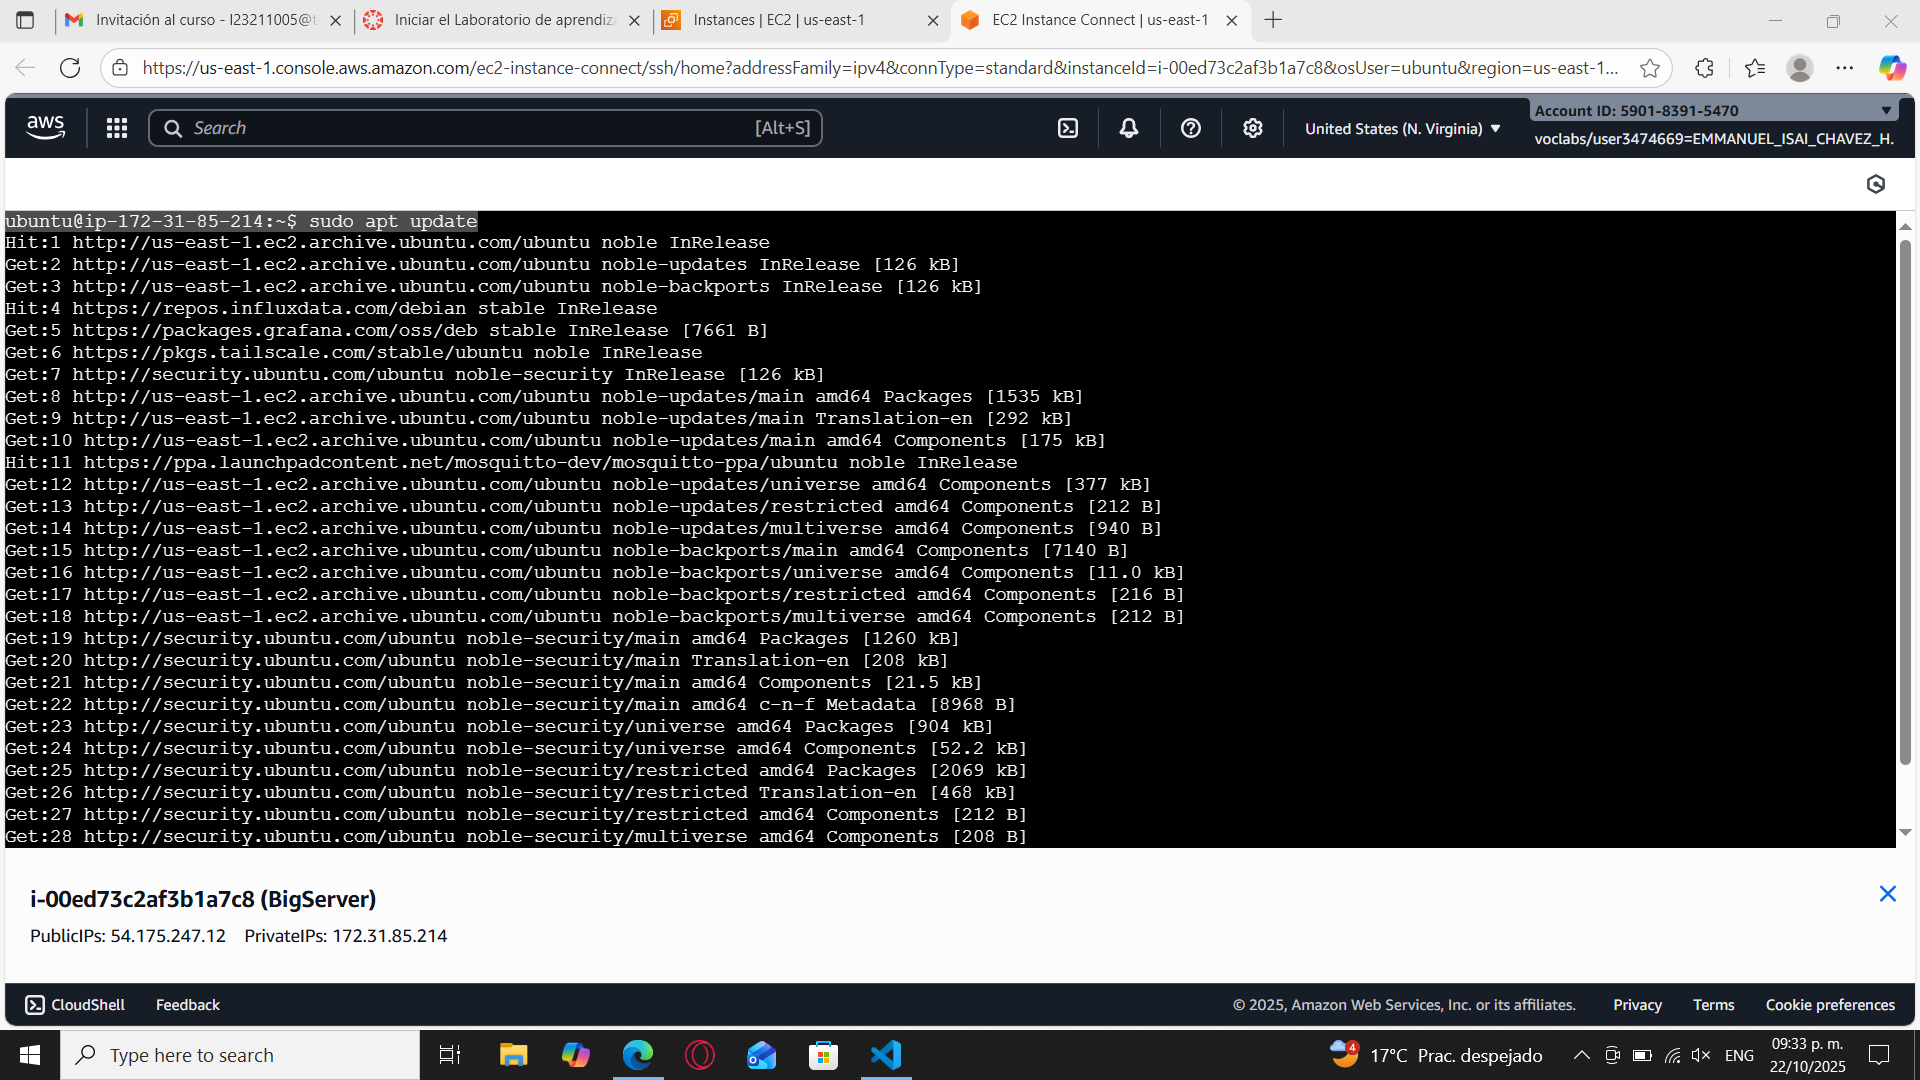 Invitación al curso - l23211005@t
Iniciar el Laboratorio de aprendiza
Instances | EC2 | us-east-1
EC2 Instance Connect | us-east-1
https://us-east-1.console.aws.amazon.com/ec2-instance-connect/ssh/home?addressFamily=ipv4&connType=standard&instanceId=i-00ed73c2af3b1a7c8&osUser=ubuntu&region=us-east-1...
aws
Search
[Alt+S]
United States (N. Virginia)
Account ID: 5901-8391-5470
voclabs/user3474669=EMMANUEL_ISAI_CHAVEZ_H.
ubuntu@ip-172-31-85-214:~$ sudo apt update
Hit:1 http://us-east-1.ec2.archive.ubuntu.com/ubuntu noble InRelease
Get:2 http://us-east-1.ec2.archive.ubuntu.com/ubuntu noble-updates InRelease [126 kB]
Get:3 http://us-east-1.ec2.archive.ubuntu.com/ubuntu noble-backports InRelease [126 kB]
Hit:4 https://repos.influxdata.com/debian stable InRelease
Get:5 https://packages.grafana.com/oss/deb stable InRelease [7661 B]
Get:6 https://pkgs.tailscale.com/stable/ubuntu noble InRelease
Get:7 http://security.ubuntu.com/ubuntu noble-security InRelease [126 kB]
Get:8 http://us-east-1.ec2.archive.ubuntu.com/ubuntu noble-updates/main amd64 Packages [1535 kB]
Get:9 http://us-east-1.ec2.archive.ubuntu.com/ubuntu noble-updates/main Translation-en [292 kB]
Get:10 http://us-east-1.ec2.archive.ubuntu.com/ubuntu noble-updates/main amd64 Components [175 kB]
Hit:11 https://ppa.launchpadcontent.net/mosquitto-dev/mosquitto-ppa/ubuntu noble InRelease
Get:12 http://us-east-1.ec2.archive.ubuntu.com/ubuntu noble-updates/universe amd64 Components [377 kB]
Get:13 http://us-east-1.ec2.archive.ubuntu.com/ubuntu noble-updates/restricted amd64 Components [212 B]
Get:14 http://us-east-1.ec2.archive.ubuntu.com/ubuntu noble-updates/multiverse amd64 Components [940 B]
Get:15 http://us-east-1.ec2.archive.ubuntu.com/ubuntu noble-backports/main amd64 Components [7140 B]
Get:16 http://us-east-1.ec2.archive.ubuntu.com/ubuntu noble-backports/universe amd64 Components [11.0 kB]
Get:17 http://us-east-1.ec2.archive.ubuntu.com/ubuntu noble-backports/restricted amd64 Components [216 B]
Get:18 http://us-east-1.ec2.archive.ubuntu.com/ubuntu noble-backports/multiverse amd64 Components [212 B]
Get:19 http://security.ubuntu.com/ubuntu noble-security/main amd64 Packages [1260 kB]
Get:20 http://security.ubuntu.com/ubuntu noble-security/main Translation-en [208 kB]
Get:21 http://security.ubuntu.com/ubuntu noble-security/main amd64 Components [21.5 kB]
Get:22 http://security.ubuntu.com/ubuntu noble-security/main amd64 c-n-f Metadata [8968 B]
Get:23 http://security.ubuntu.com/ubuntu noble-security/universe amd64 Packages [904 kB]
Get:24 http://security.ubuntu.com/ubuntu noble-security/universe amd64 Components [52.2 kB]
Get:25 http://security.ubuntu.com/ubuntu noble-security/restricted amd64 Packages [2069 kB]
Get:26 http://security.ubuntu.com/ubuntu noble-security/restricted Translation-en [468 kB]
Get:27 http://security.ubuntu.com/ubuntu noble-security/restricted amd64 Components [212 B]
Get:28 http://security.ubuntu.com/ubuntu noble-security/multiverse amd64 Components [208 B]
i-00ed73c2af3b1a7c8 (BigServer)
PublicIPs: 54.175.247.12 PrivateIPs: 172.31.85.214
CloudShell Feedback
© 2025, Amazon Web Services, Inc. or its affiliates. Privacy Terms Cookie preferences
Type here to search
4
17°C Prac. despejado
ENG
09:33 p. m.
22/10/2025